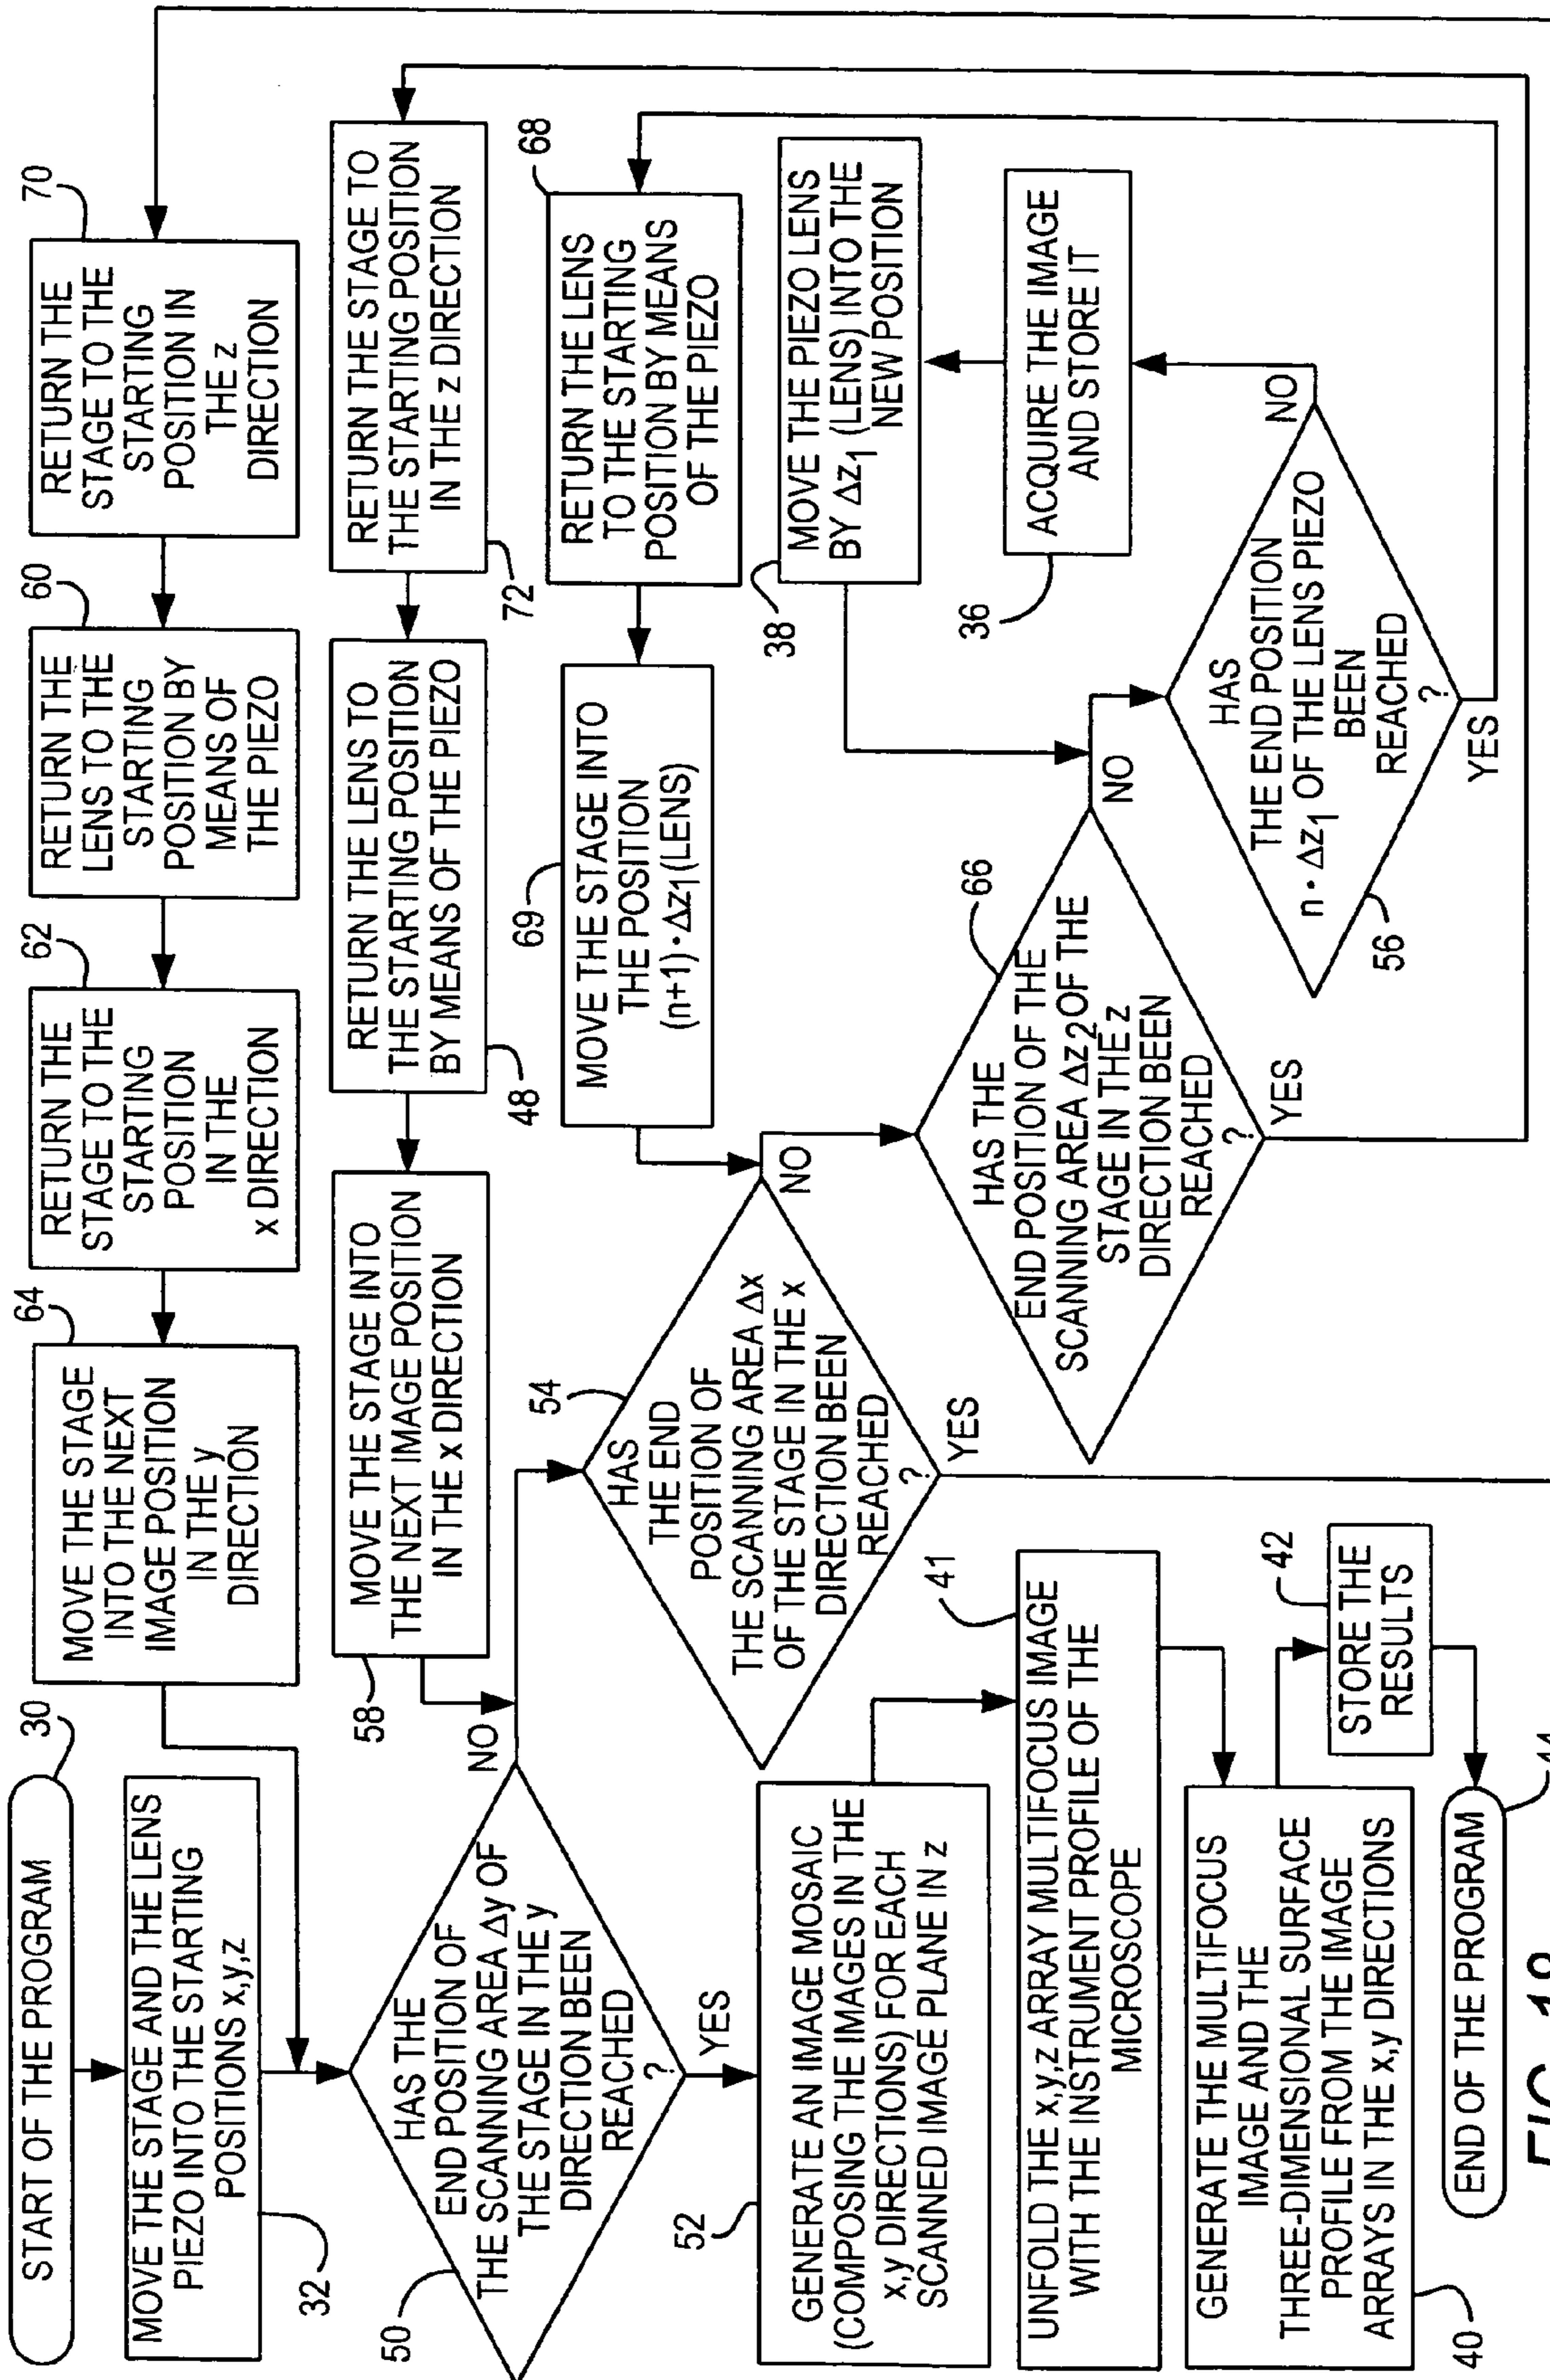 START OF THE PROGRAM
30
MOVE THE STAGE AND THE LENS
PIEZO INTO THE STARTING
POSITIONS x,y,z
32
MOVE THE STAGE
INTO THE NEXT
IMAGE POSITION
IN THE y
DIRECTION
64
RETURN THE
STAGE TO THE
STARTING
POSITION
IN THE
x DIRECTION
62
RETURN THE
LENS TO THE
STARTING
POSITION BY
MEANS OF
THE PIEZO
60
RETURN THE
STAGE TO THE
STARTING
POSITION IN
THE z
DIRECTION
70
HAS THE
END POSITION OF
THE SCANNING AREA Δy OF
THE STAGE IN THE y
DIRECTION BEEN
REACHED
?
50
NO
YES
MOVE THE STAGE INTO
THE NEXT IMAGE POSITION
IN THE x DIRECTION
58
RETURN THE LENS TO
THE STARTING POSITION
BY MEANS OF THE PIEZO
48
RETURN THE STAGE TO
THE STARTING POSITION
IN THE z DIRECTION
72
HAS
THE END
POSITION OF
THE SCANNING AREA Δx
OF THE STAGE IN THE x
DIRECTION BEEN
REACHED
?
54
NO
YES
MOVE THE STAGE INTO
THE POSITION
(n+1)·Δz1(LENS)
69
RETURN THE LENS
TO THE STARTING
POSITION BY MEANS
OF THE PIEZO
68
HAS THE
END POSITION OF THE
SCANNING AREA Δz2 OF THE
STAGE IN THE z
DIRECTION BEEN
REACHED
?
66
NO
YES
MOVE THE PIEZO LENS
BY Δz1 (LENS) INTO THE
NEW POSITION
38
ACQUIRE THE IMAGE
AND STORE IT
36
HAS
THE END POSITION
n·Δz1 OF THE LENS PIEZO
BEEN
REACHED
?
56
NO
YES
GENERATE AN IMAGE MOSAIC
(COMPOSING THE IMAGES IN THE
x,y DIRECTIONS) FOR EACH
SCANNED IMAGE PLANE IN z
52
UNFOLD THE x,y,z ARRAY MULTIFOCUS IMAGE
WITH THE INSTRUMENT PROFILE OF THE
MICROSCOPE
41
GENERATE THE MULTIFOCUS
IMAGE AND THE
THREE-DIMENSIONAL SURFACE
PROFILE FROM THE IMAGE
ARRAYS IN THE x,y DIRECTIONS
40
STORE THE
RESULTS
42
END OF THE PROGRAM